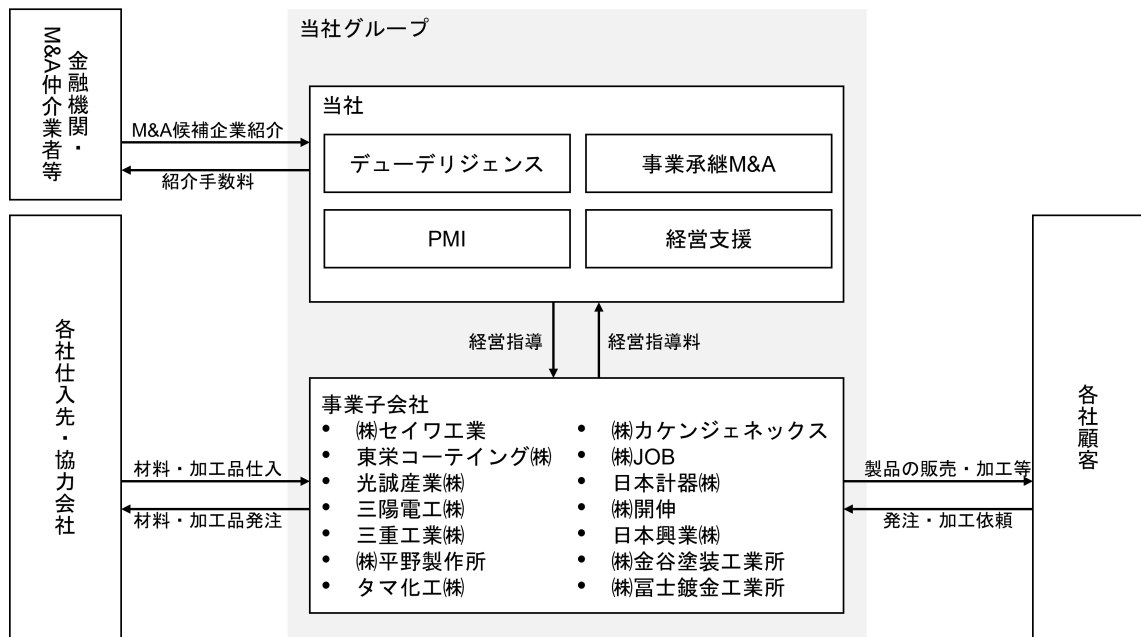 当社グループ
金融機関・
M&A仲介業者等
M&A候補企業紹介
紹介手数料
当社
デューデリジェンス
事業承継M&A
PMI
経営支援
経営指導
経営指導料
各社仕入先・協力会社
材料・加工品仕入
材料・加工品発注
事業子会社
• ㈱セイワ工業
• 東栄コーテイング㈱
• 光誠産業㈱
• 三陽電工㈱
• 三重工業㈱
• ㈱平野製作所
• タマ化工㈱
• ㈱カケンジェネックス
• ㈱JOB
• 日本計器㈱
• ㈱開伸
• 日本興業㈱
• ㈱金谷塗装工業所
• ㈱冨士鍍金工業所
製品の販売・加工等
発注・加工依頼
各社顧客